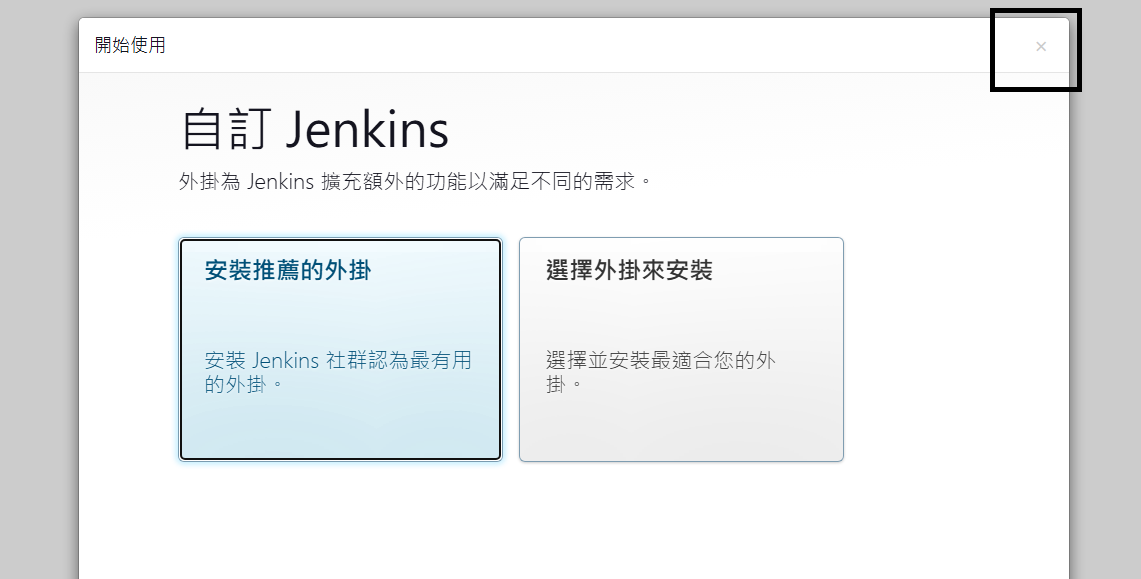 開始使用
×
自訂 Jenkins
外掛為 Jenkins 擴充額外的功能以滿足不同的需求。
安裝推薦的外掛
安裝 Jenkins 社群認為最有用
的外掛。
選擇外掛來安裝
選擇並安裝最適合您的外
掛。